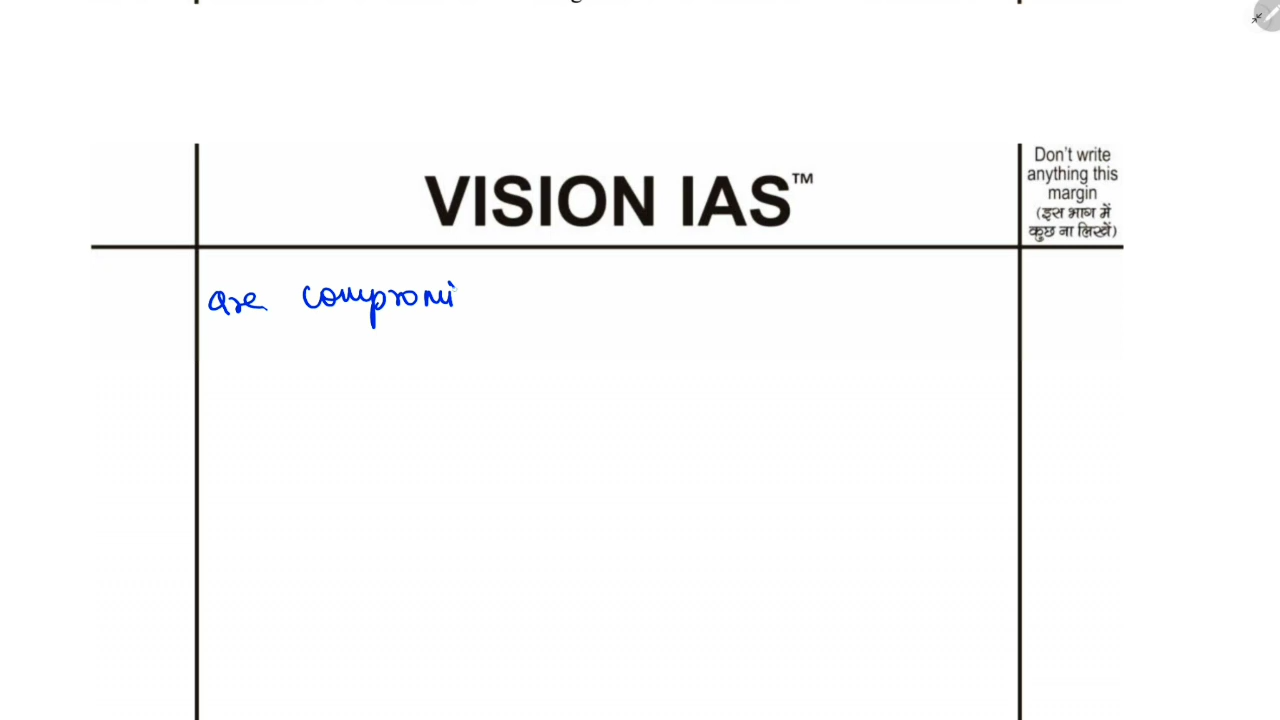 VISION IAS™
Don't write
anything this
margin
(इस भाग में
कुछ ना लिखें)
are compromi